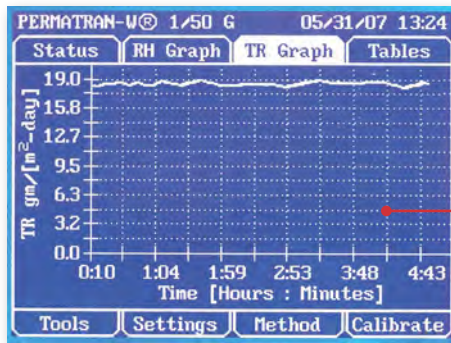 PERMATRAN-W® 1/50 G 05/31/07 13:24
Status RH Graph TR Graph Tables
TR gm/[m²-day]
19.0
15.8
12.7
9.5
6.3
3.2
0.0
0:10 1:04 1:59 2:53 3:48 4:43
Time [Hours : Minutes]
Tools Settings Method Calibrate